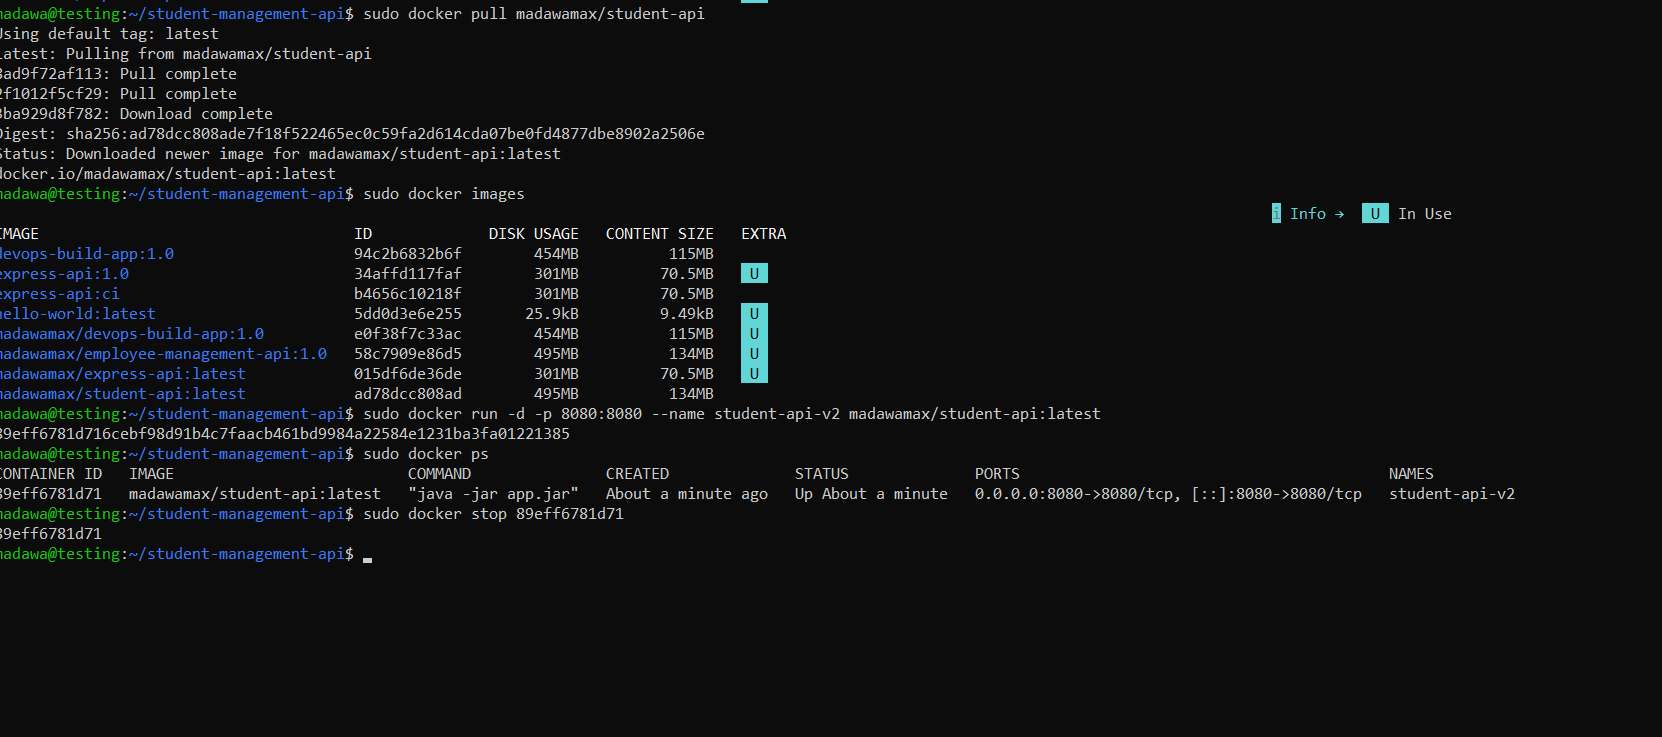 madawa@testing:~/student-management-api$ sudo docker pull madawamax/student-api
Using default tag: latest
latest: Pulling from madawamax/student-api
3ad9f72af113: Pull complete
2f1012f5cf29: Pull complete
3ba929d8f782: Download complete
Digest: sha256:ad78dcc808ade7f18f522465ec0c59fa2d614cda07be0fd4877dbe8902a2506e
Status: Downloaded newer image for madawamax/student-api:latest
docker.io/madawamax/student-api:latest
madawa@testing:~/student-management-api$ sudo docker images
i Info → U In Use
IMAGE ID DISK USAGE CONTENT SIZE EXTRA
devops-build-app:1.0 94c2b6832b6f 454MB 115MB
express-api:1.0 34affd117faf 301MB 70.5MB U
express-api:ci b4656c10218f 301MB 70.5MB
hello-world:latest 5dd0d3e6e255 25.9kB 9.49kB U
madawamax/devops-build-app:1.0 e0f38f7c33ac 454MB 115MB U
madawamax/employee-management-api:1.0 58c7909e86d5 495MB 134MB U
madawamax/express-api:latest 015df6de36de 301MB 70.5MB U
madawamax/student-api:latest ad78dcc808ad 495MB 134MB
madawa@testing:~/student-management-api$ sudo docker run -d -p 8080:8080 --name student-api-v2 madawamax/student-api:latest
89eff6781d716cebf98d91b4c7faacb461bd9984a22584e1231ba3fa01221385
madawa@testing:~/student-management-api$ sudo docker ps
CONTAINER ID IMAGE COMMAND CREATED STATUS PORTS NAMES
89eff6781d71 madawamax/student-api:latest "java -jar app.jar" About a minute ago Up About a minute 0.0.0.0:8080->8080/tcp, [::]:8080->8080/tcp student-api-v2
madawa@testing:~/student-management-api$ sudo docker stop 89eff6781d71
89eff6781d71
madawa@testing:~/student-management-api$